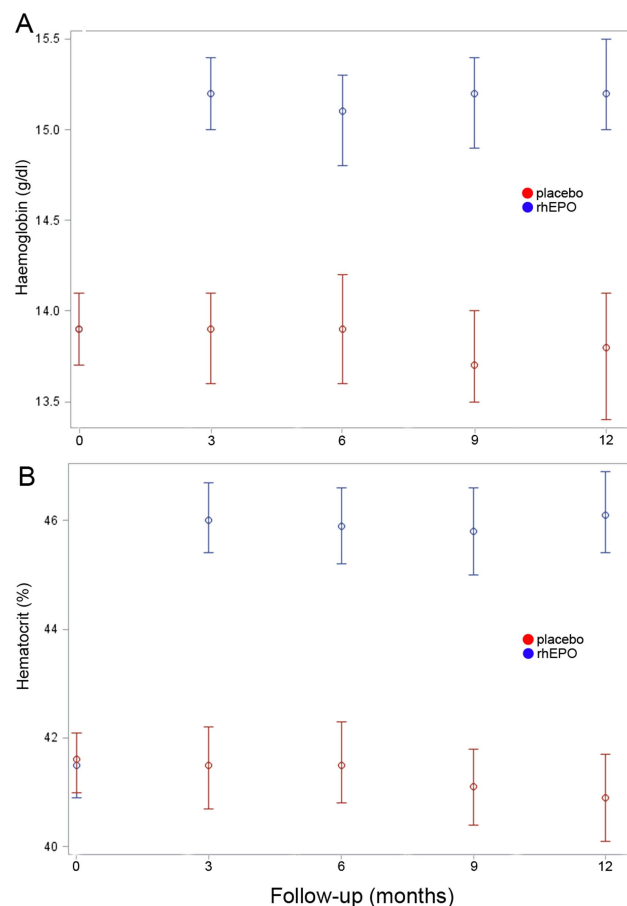 A
15.5
15.0
14.5
14.0
13.5
Haemoglobin (g/dl)
placebo
rhEPO
0 3 6 9 12
B
46
44
42
40
Hematocrit (%)
placebo
rhEPO
0 3 6 9 12
Follow-up (months)